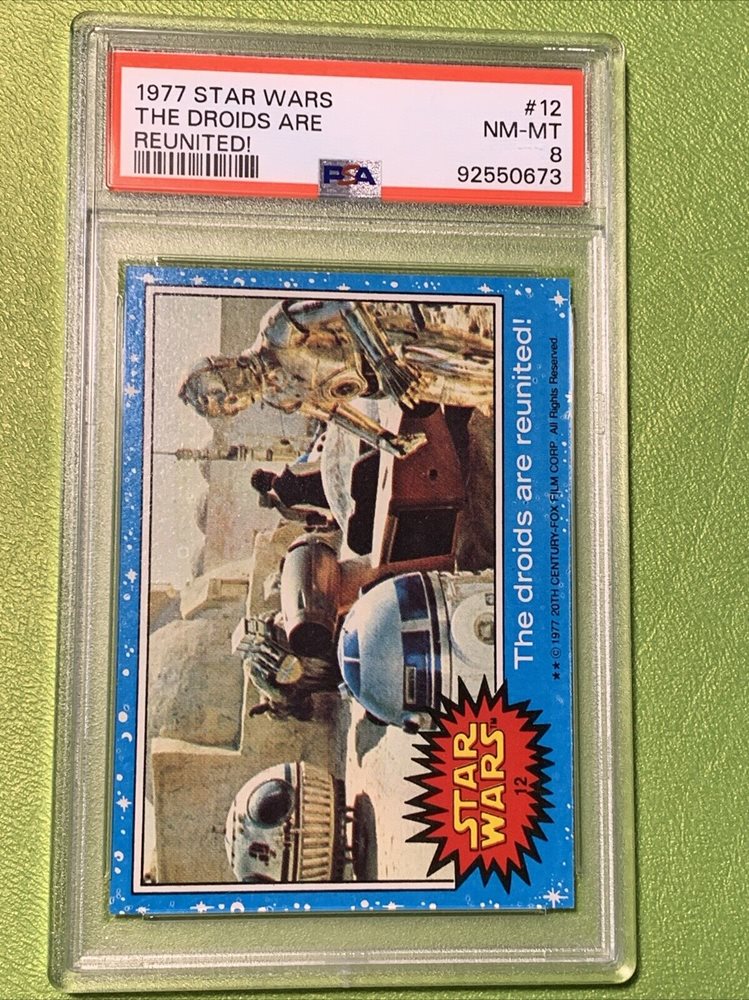 1977 STAR WARS
THE DROIDS ARE
REUNITED!
#12
NM-MT
8
92550673
PSA
The droids are reunited!
★★ © 1977 20TH CENTURY-FOX FILM CORP. All Rights Reserved.
STAR
WARS™
12